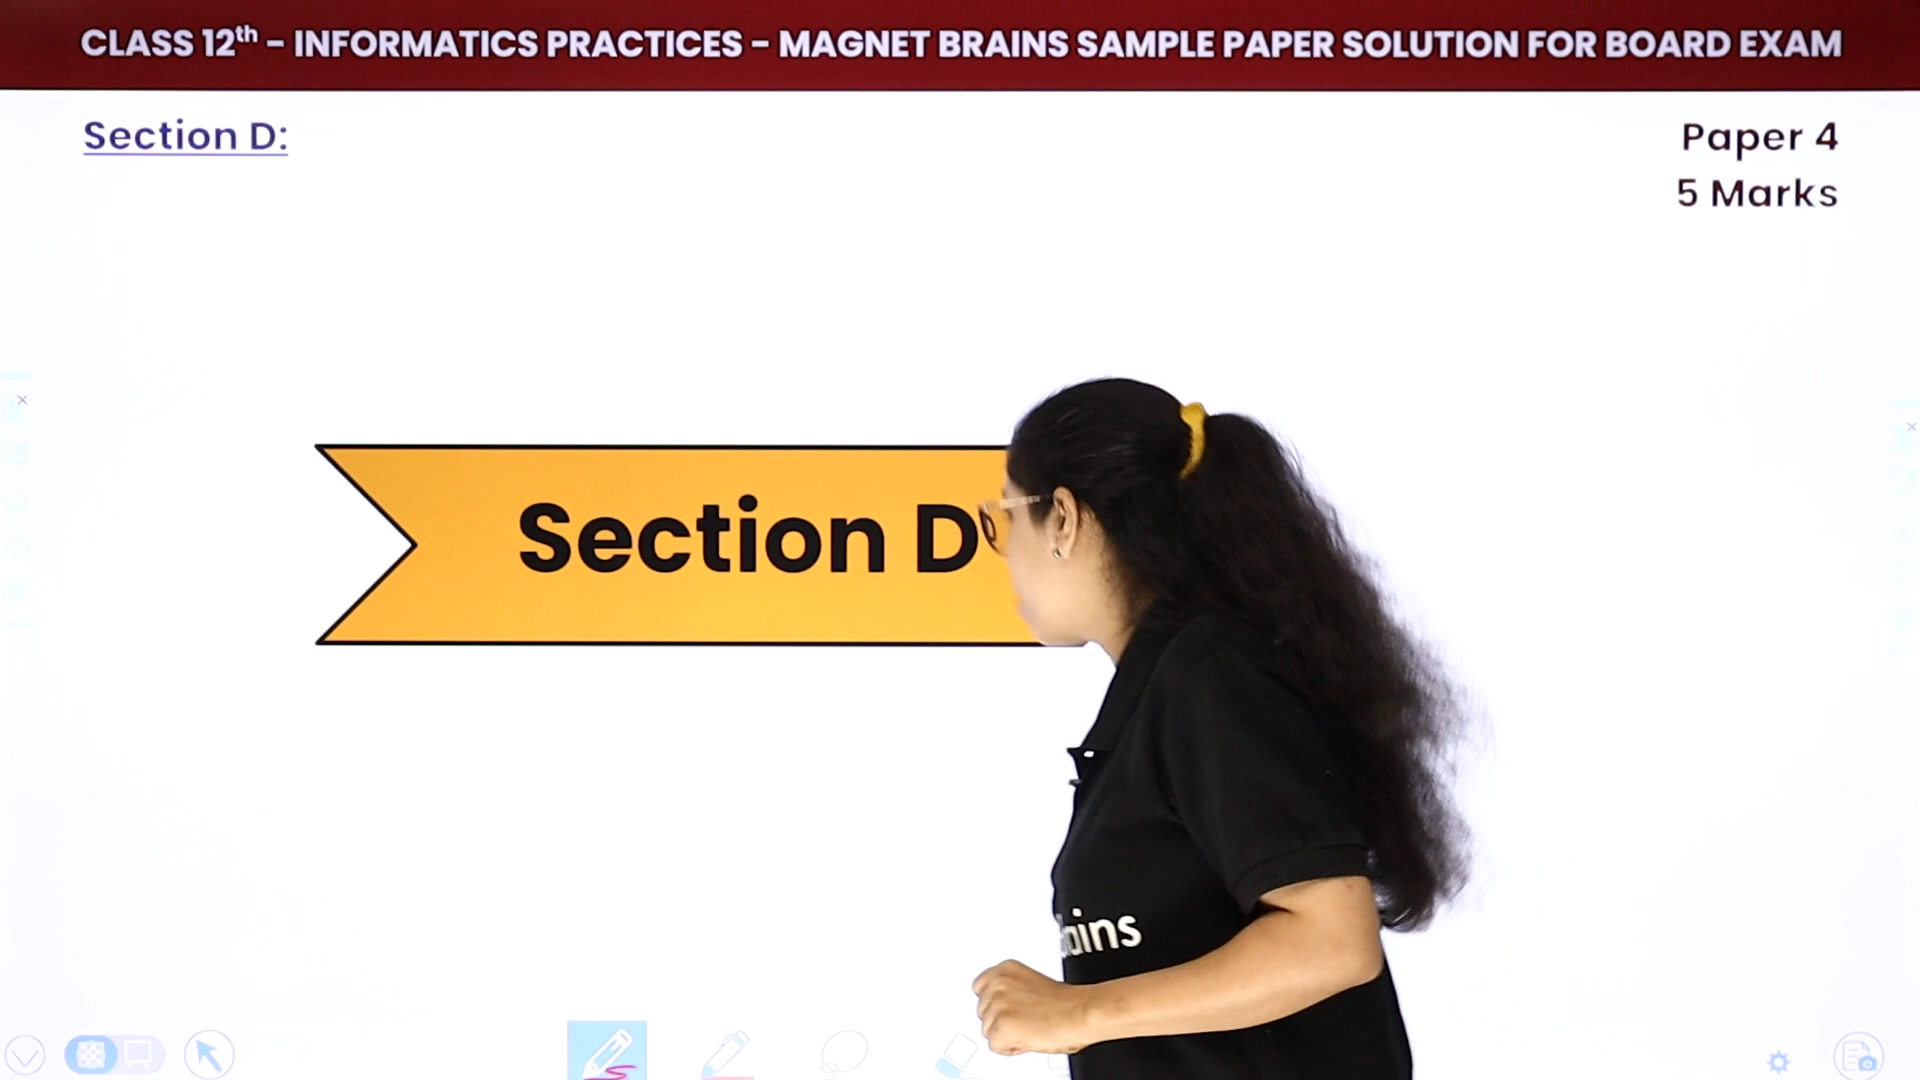 CLASS 12th - INFORMATICS PRACTICES - MAGNET BRAINS SAMPLE PAPER SOLUTION FOR BOARD EXAM
Section D:
Paper 4
5 Marks
Section D